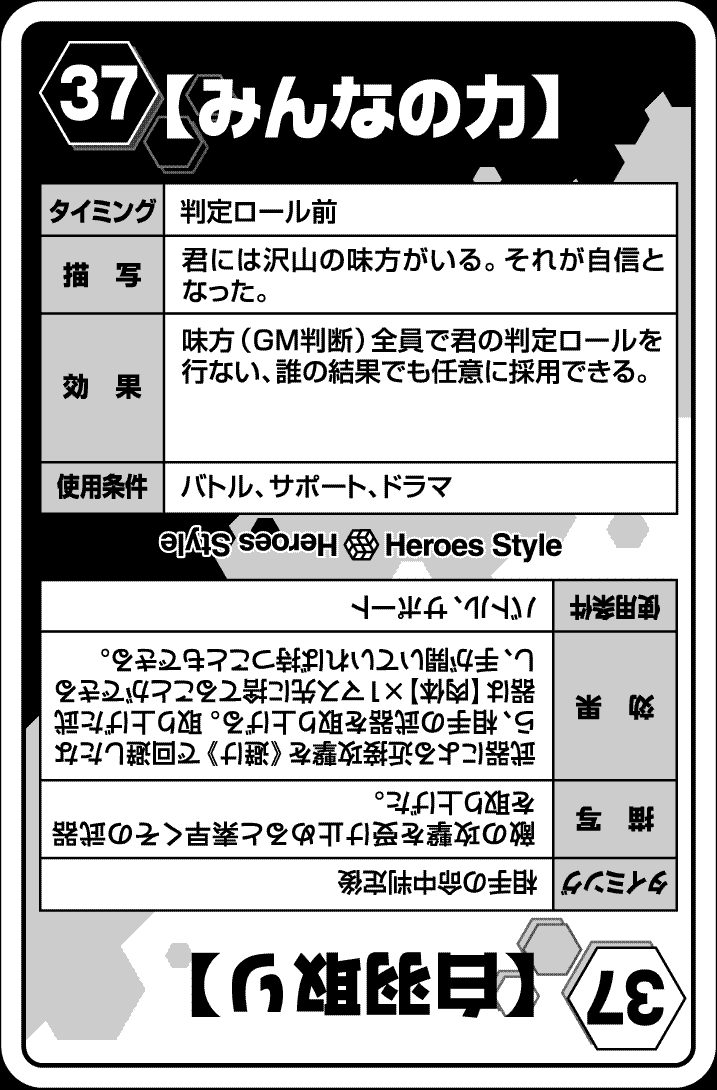 37【みんなの力】
タイミング 判定ロール前
描 写 君には沢山の味方がいる。それが自信と
なった。
効 果 味方（GM判断）全員で君の判定ロールを
行ない、誰の結果でも任意に採用できる。
使用条件 バトル、サポート、ドラマ
Heroes Style
Heroes Style
37【白羽取り】
タイミング 相手の命中判定後
描 写 敵の攻撃を受け止めると素早くその武器
を取り上げた。
効 果 武器による近接攻撃を《避け》で回避したな
ら、相手の武器を取り上げる。取り上げた武
器は【肉体】×1マス先に捨てることができる
し、手が開いていれば持つこともできる。
使用条件 バトル、サポート